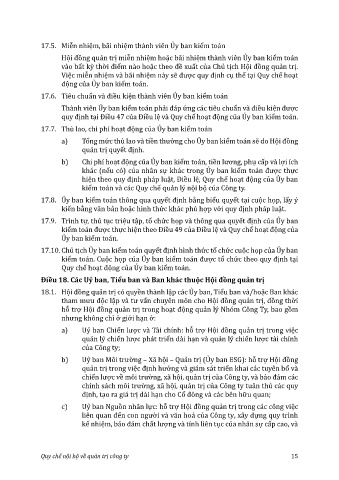 17.5. Miễn nhiệm, bãi nhiệm thành viên Ủy ban kiểm toán
Hội đồng quản trị miễn nhiệm hoặc bãi nhiệm thành viên Ủy ban kiểm toán
vào bất kỳ thời điểm nào hoặc theo đề xuất của Chủ tịch Hội đồng quản trị.
Việc miễn nhiệm và bãi nhiệm này sẽ được quy định cụ thể tại Quy chế hoạt
động của Ủy ban kiểm toán.
17.6. Tiêu chuẩn và điều kiện thành viên Ủy ban kiểm toán
Thành viên Ủy ban kiểm toán phải đáp ứng các tiêu chuẩn và điều kiện được
quy định tại Điều 47 của Điều lệ và Quy chế hoạt động của Ủy ban kiểm toán.
17.7. Thù lao, chi phí hoạt động của Ủy ban kiểm toán
a) Tổng mức thù lao và tiền thưởng cho Ủy ban kiểm toán sẽ do Hội đồng
quản trị quyết định.
b) Chi phí hoạt động của Ủy ban kiểm toán, tiền lương, phụ cấp và lợi ích
khác (nếu có) của nhân sự khác trong Ủy ban kiểm toán được thực
hiện theo quy định pháp luật, Điều lệ, Quy chế hoạt động của Ủy ban
kiểm toán và các Quy chế quản lý nội bộ của Công ty.
17.8. Ủy ban kiểm toán thông qua quyết định bằng biểu quyết tại cuộc họp, lấy ý
kiến bằng văn bản hoặc hình thức khác phù hợp với quy định pháp luật.
17.9. Trình tự, thủ tục triệu tập, tổ chức họp và thông qua quyết định của Ủy ban
kiểm toán được thực hiện theo Điều 49 của Điều lệ và Quy chế hoạt động của
Ủy ban kiểm toán.
17.10. Chủ tịch Ủy ban kiểm toán quyết định hình thức tổ chức cuộc họp của Ủy ban
kiểm toán. Cuộc họp của Ủy ban kiểm toán được tổ chức theo quy định tại
Quy chế hoạt động của Ủy ban kiểm toán.
Điều 18. Các Uỷ ban, Tiểu ban và Ban khác thuộc Hội đồng quản trị
18.1. Hội đồng quản trị có quyền thành lập các Ủy ban, Tiểu ban và/hoặc Ban khác
tham mưu độc lập và tư vấn chuyên môn cho Hội đồng quản trị, đồng thời
hỗ trợ Hội đồng quản trị trong hoạt động quản lý Nhóm Công Ty, bao gồm
nhưng không chỉ ở giới hạn ở:
a) Uỷ ban Chiến lược và Tài chính: hỗ trợ Hội đồng quản trị trong việc
quản lý chiến lược phát triển dài hạn và quản lý chiến lược tài chính
của Công ty;
b) Uỷ ban Môi trường – Xã hội – Quản trị (Ủy ban ESG): hỗ trợ Hội đồng
quản trị trong việc định hướng và giám sát triển khai các tuyên bố và
chiến lược về môi trường, xã hội, quản trị của Công ty, và bảo đảm các
chính sách môi trường, xã hội, quản trị của Công ty tuân thủ các quy
định, tạo ra giá trị dài hạn cho Cổ đông và các bên hữu quan;
c) Uỷ ban Nguồn nhân lực: hỗ trợ Hội đồng quản trị trong các công việc
liên quan đến con người và văn hoá của Công ty, xây dựng quy trình
kế nhiệm, bảo đảm chất lượng và tính liên tục của nhân sự cấp cao, và
Quy chế nội bộ về quản trị công ty 15